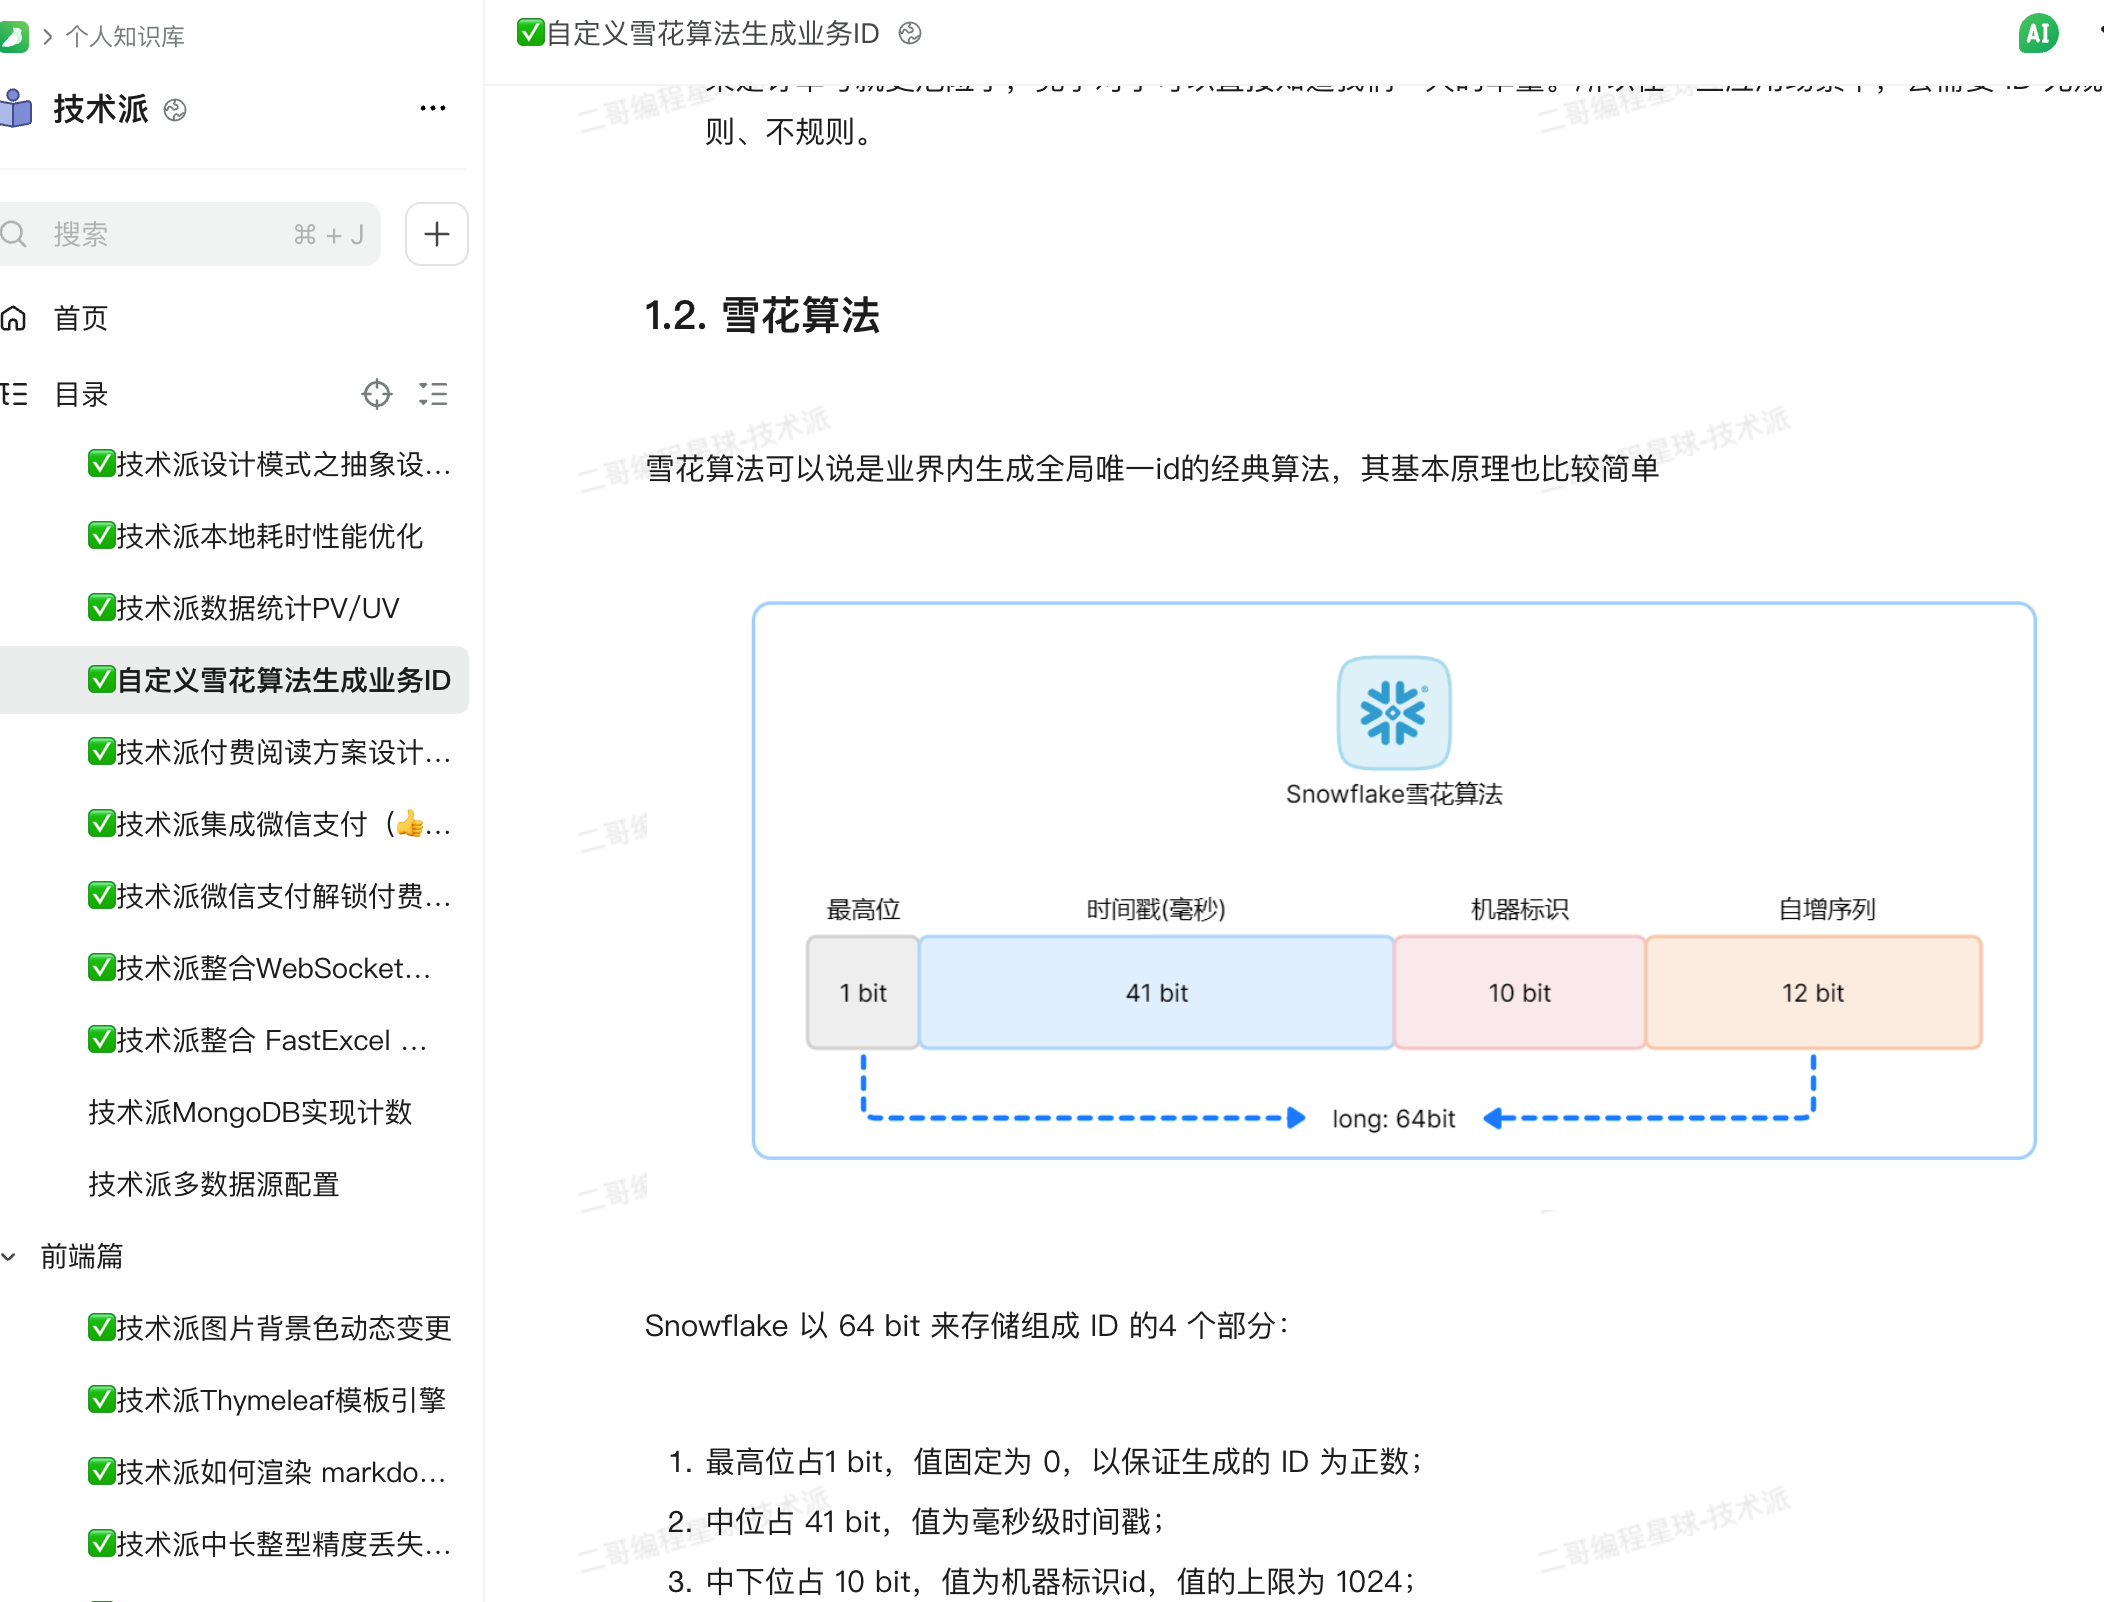 个人知识库
技术派
搜索 ⌘ + J
首页
目录
✅技术派设计模式之抽象设...
✅技术派本地耗时性能优化
✅技术派数据统计PV/UV
✅自定义雪花算法生成业务ID
✅技术派付费阅读方案设计...
✅技术派集成微信支付（👍...
✅技术派微信支付解锁付费...
✅技术派整合WebSocket...
✅技术派整合 FastExcel ...
技术派MongoDB实现计数
技术派多数据源配置
前端篇
✅技术派图片背景色动态变更
✅技术派Thymeleaf模板引擎
✅技术派如何渲染 markdo...
✅技术派中长整型精度丢失...
✅自定义雪花算法生成业务ID
AI
则、不规则。
1.2. 雪花算法
雪花算法可以说是业界内生成全局唯一id的经典算法，其基本原理也比较简单
Snowflake雪花算法
最高位 时间戳(毫秒) 机器标识 自增序列
1 bit 41 bit 10 bit 12 bit
long: 64bit
Snowflake 以 64 bit 来存储组成 ID 的4 个部分：
1. 最高位占1 bit，值固定为 0，以保证生成的 ID 为正数；
2. 中位占 41 bit，值为毫秒级时间戳；
3. 中下位占 10 bit，值为机器标识id，值的上限为 1024；
二哥编程星球-技术派